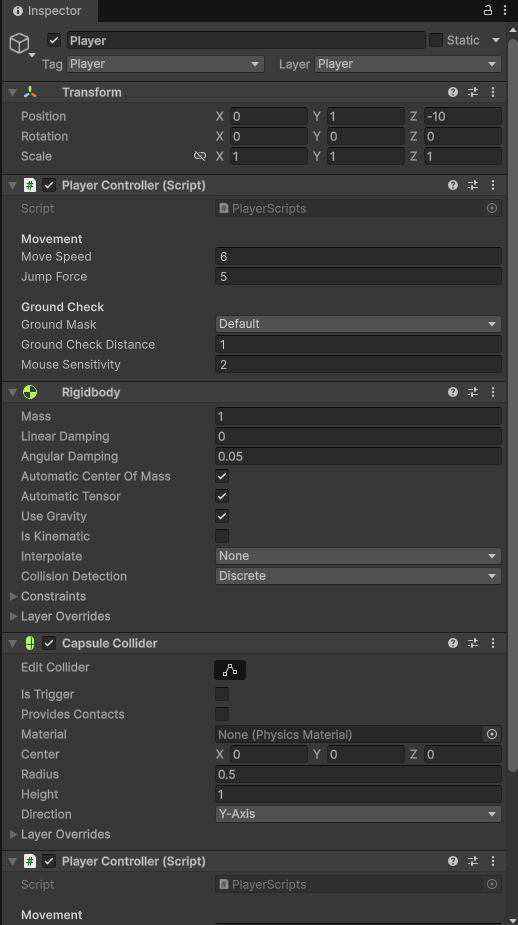 Inspector
Player
Static
Tag Player Layer Player
Transform
Position X 0 Y 1 Z -10
Rotation X 0 Y 0 Z 0
Scale X 1 Y 1 Z 1
# Player Controller (Script)
Script # PlayerScripts
Movement
Move Speed 6
Jump Force 5
Ground Check
Ground Mask Default
Ground Check Distance 1
Mouse Sensitivity 2
Rigidbody
Mass 1
Linear Damping 0
Angular Damping 0.05
Automatic Center Of Mass
Automatic Tensor
Use Gravity
Is Kinematic
Interpolate None
Collision Detection Discrete
Constraints
Layer Overrides
Capsule Collider
Edit Collider
Is Trigger
Provides Contacts
Material None (Physics Material)
Center X 0 Y 0 Z 0
Radius 0.5
Height 1
Direction Y-Axis
Layer Overrides
# Player Controller (Script)
Script # PlayerScripts
Movement